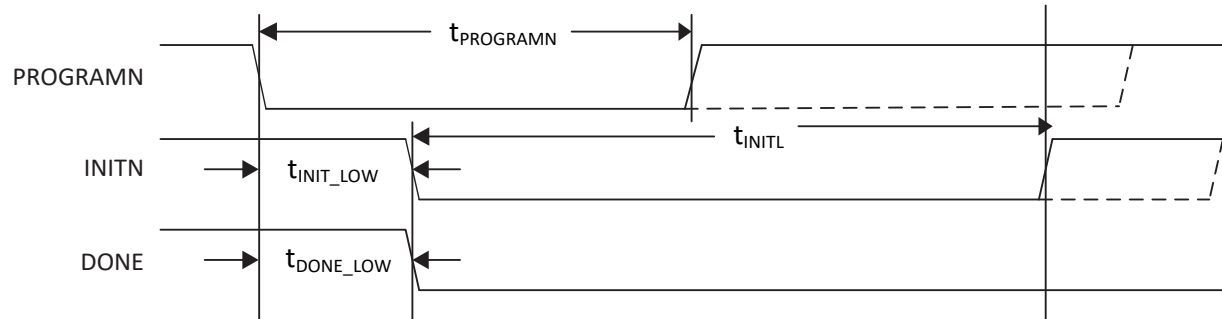 tPROGRAMN
PROGRAMN
tINITL
INITN
tINIT_LOW
DONE
tDONE_LOW